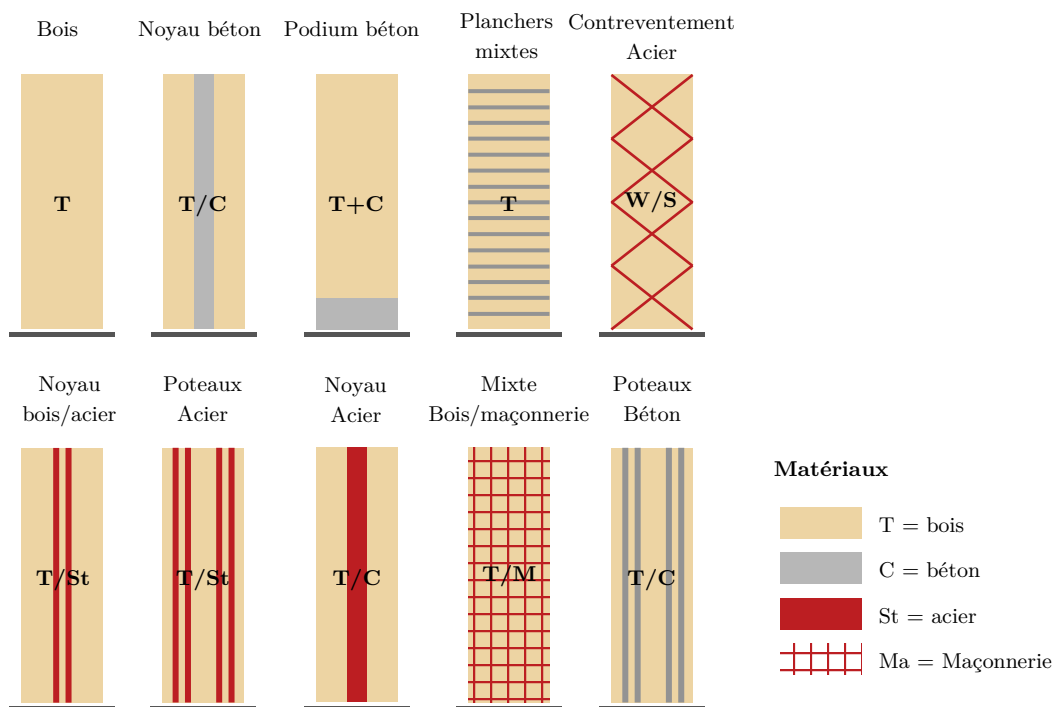 Bois
Noyau béton
Podium béton
Planchers
mixtes
Contreventement
Acier
T
T/C
T+C
T
W/S
Noyau
bois/acier
Poteaux
Acier
Noyau
Acier
Mixte
Bois/maçonnerie
Poteaux
Béton
T/St
T/St
T/C
T/M
T/C
Matériaux
T = bois
C = béton
St = acier
Ma = Maçonnerie